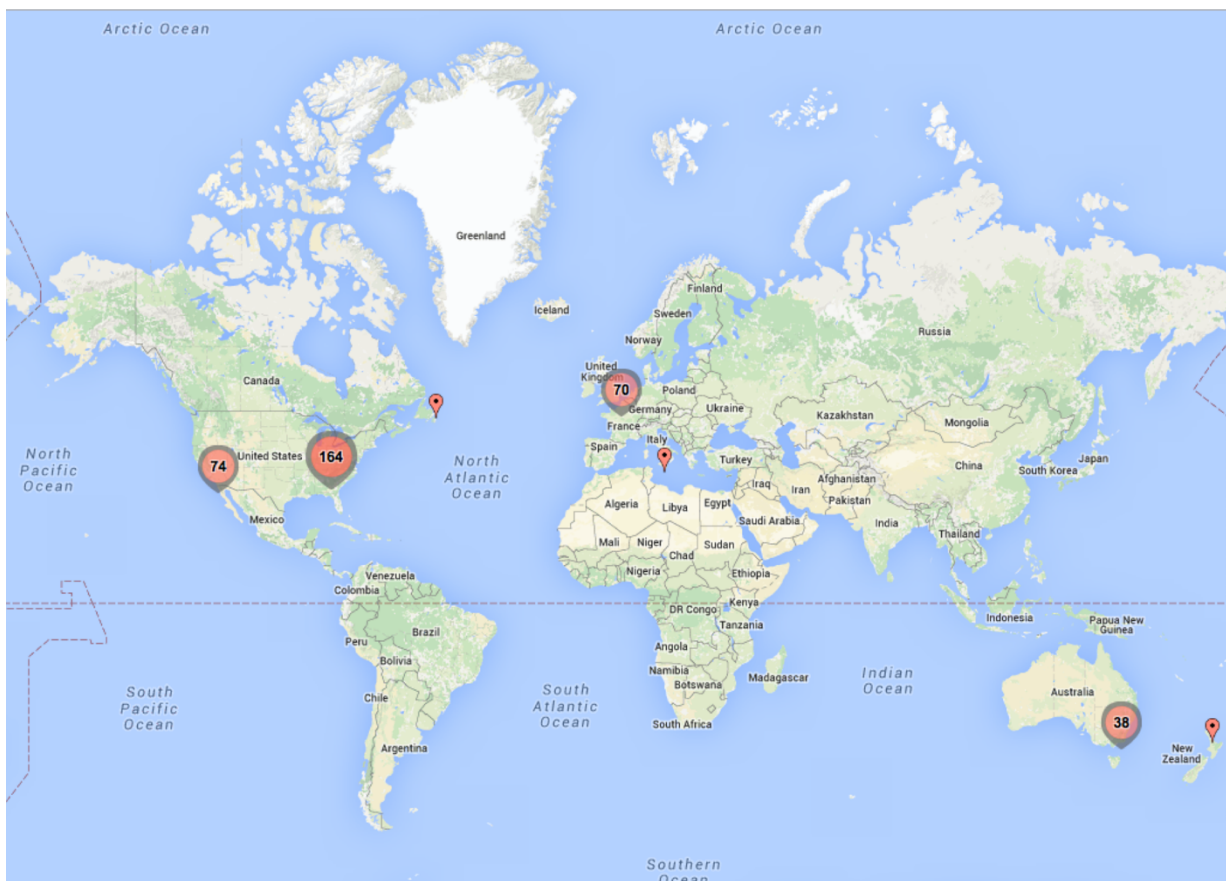 Arctic Ocean
Arctic Ocean
Greenland
Iceland
Finland
Sweden
Norway
Russia
United
Kingdom
70
Canada
Poland
Germany
Ukraine
Kazakhstan
Mongolia
France
Italy
Spain
Turkey
North
Pacific
Ocean
74
United States
164
North
Atlantic
Ocean
China
South Korea
Japan
Afghanistan
Iraq
Iran
Pakistan
Mexico
Algeria
Libya
Egypt
Saudi Arabia
India
Thailand
Mali
Niger
Chad
Sudan
Nigeria
Ethiopia
Venezuela
Colombia
DR Congo
Kenya
Tanzania
Indonesia
Papua New
Guinea
Peru
Brazil
Bolivia
Angola
Namibia
Botswana
Madagascar
Indian
Ocean
South
Pacific
Ocean
Chile
South
Atlantic
Ocean
South Africa
Australia
38
Argentina
New
Zealand
Southern
Ocean